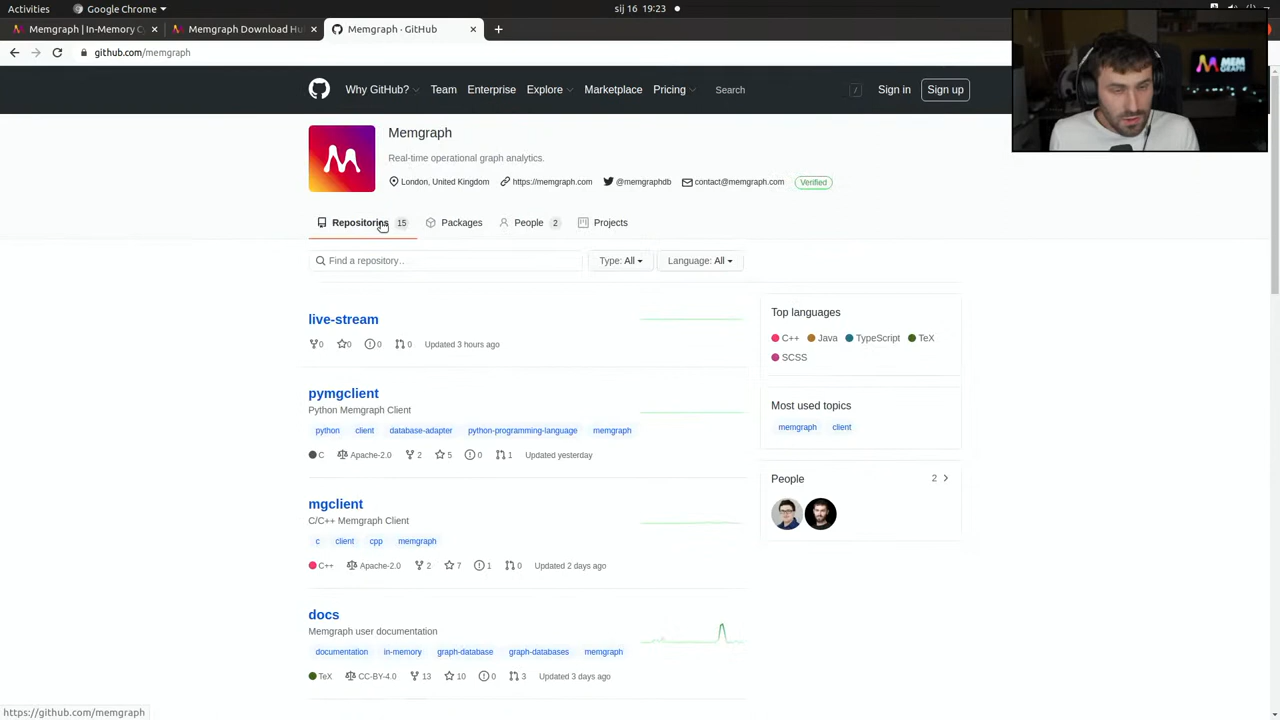 Activities Google Chrome sij 16 19:23
Memgraph | In-Memory Cy Memgraph Download Hu Memgraph · GitHub
github.com/memgraph
Why GitHub? Team Enterprise Explore Marketplace Pricing Search / Sign in Sign up
MEM
GRAPH
Memgraph
Real-time operational graph analytics.
London, United Kingdom https://memgraph.com @memgraphdb contact@memgraph.com Verified
Repositories 15 Packages People 2 Projects
Find a repository… Type: All Language: All
live-stream
0 0 0 0 Updated 3 hours ago
pymgclient
Python Memgraph Client
python client database-adapter python-programming-language memgraph
C Apache-2.0 2 5 0 1 Updated yesterday
mgclient
C/C++ Memgraph Client
c client cpp memgraph
C++ Apache-2.0 2 7 1 0 Updated 2 days ago
docs
Memgraph user documentation
documentation in-memory graph-database graph-databases memgraph
TeX CC-BY-4.0 13 10 0 3 Updated 3 days ago
Top languages
C++ Java TypeScript TeX
SCSS
Most used topics
memgraph client
People 2
https://github.com/memgraph